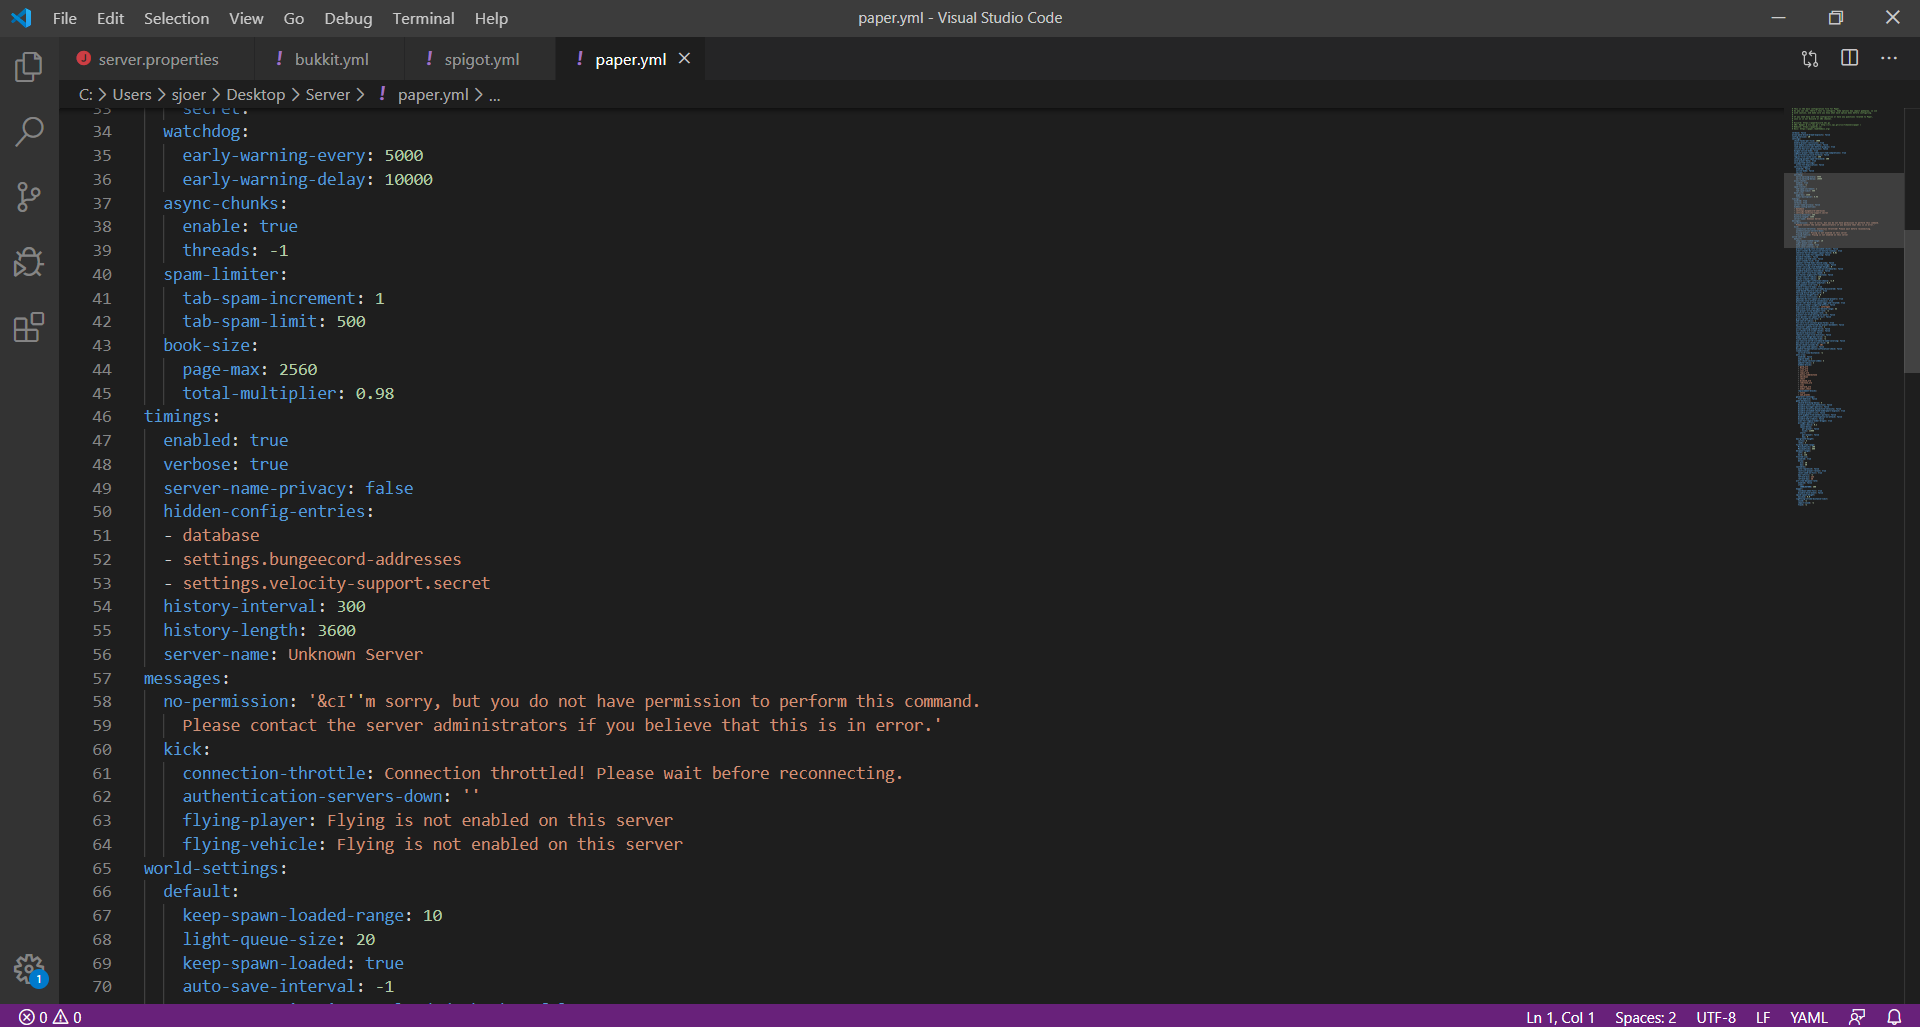 File Edit Selection View Go Debug Terminal Help
paper.yml - Visual Studio Code
server.properties
! bukkit.yml
! spigot.yml
! paper.yml
C: > Users > sjoer > Desktop > Server > ! paper.yml > ...
33 secret:
34 watchdog:
35 early-warning-every: 5000
36 early-warning-delay: 10000
37 async-chunks:
38 enable: true
39 threads: -1
40 spam-limiter:
41 tab-spam-increment: 1
42 tab-spam-limit: 500
43 book-size:
44 page-max: 2560
45 total-multiplier: 0.98
46 timings:
47 enabled: true
48 verbose: true
49 server-name-privacy: false
50 hidden-config-entries:
51 - database
52 - settings.bungeecord-addresses
53 - settings.velocity-support.secret
54 history-interval: 300
55 history-length: 3600
56 server-name: Unknown Server
57 messages:
58 no-permission: '&cI''m sorry, but you do not have permission to perform this command.
59 Please contact the server administrators if you believe that this is in error.'
60 kick:
61 connection-throttle: Connection throttled! Please wait before reconnecting.
62 authentication-servers-down: ''
63 flying-player: Flying is not enabled on this server
64 flying-vehicle: Flying is not enabled on this server
65 world-settings:
66 default:
67 keep-spawn-loaded-range: 10
68 light-queue-size: 20
69 keep-spawn-loaded: true
70 auto-save-interval: -1
1
0 0
Ln 1, Col 1
Spaces: 2
UTF-8
LF
YAML